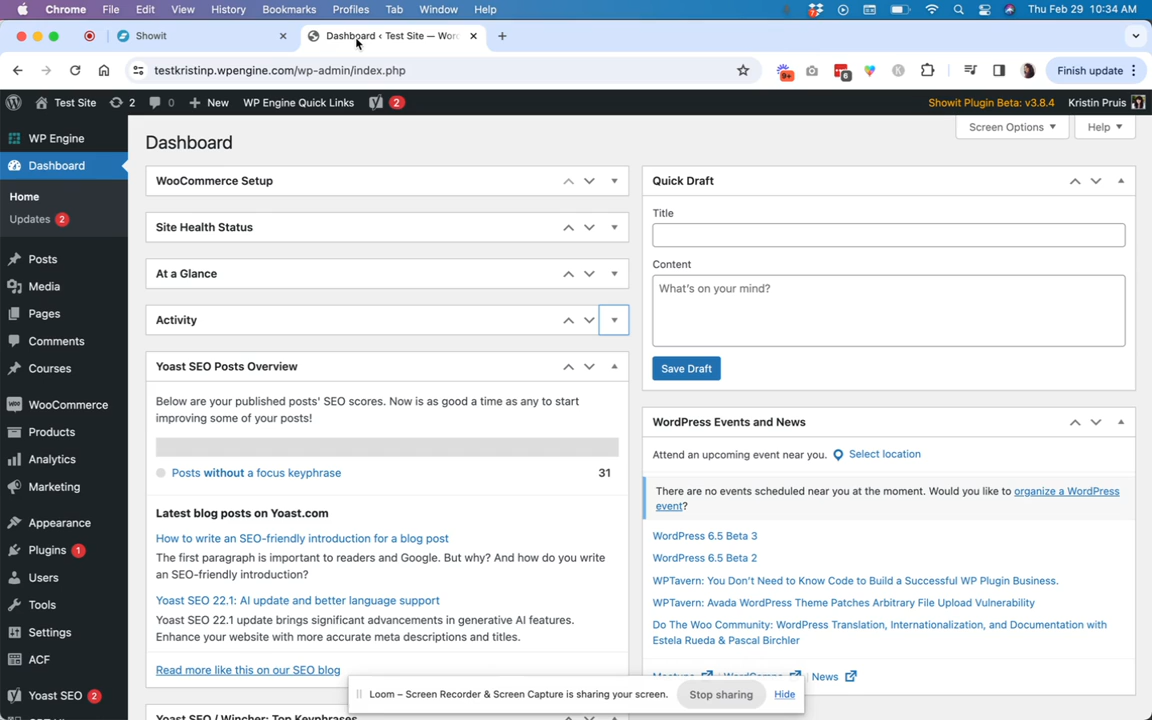 Chrome File Edit View History Bookmarks Profiles Tab Window Help Thu Feb 29 10:34 AM
Showit
Dashboard ‹ Test Site — Wor
testkristinp.wpengine.com/wp-admin/index.php
9+
6
Finish update
Test Site 2 0 New WP Engine Quick Links 2 Showit Plugin Beta: v3.8.4 Kristin Pruis
WP Engine
Dashboard
Home
Updates 2
Posts
Media
Pages
Comments
Courses
WooCommerce
Products
Analytics
Marketing
Appearance
Plugins 1
Users
Tools
Settings
ACF
Yoast SEO 2
Screen Options Help
Dashboard
WooCommerce Setup
Site Health Status
At a Glance
Activity
Yoast SEO Posts Overview
Below are your published posts' SEO scores. Now is as good a time as any to start
improving some of your posts!
Posts without a focus keyphrase 31
Latest blog posts on Yoast.com
How to write an SEO-friendly introduction for a blog post
The first paragraph is important to readers and Google. But why? And how do you write
an SEO-friendly introduction?
Yoast SEO 22.1: AI update and better language support
Yoast SEO 22.1 update brings significant advancements in generative AI features.
Enhance your website with more accurate meta descriptions and titles.
Read more like this on our SEO blog
Yoast SEO / Wincher: Top Keyphrases
Quick Draft
Title
Content
What's on your mind?
Save Draft
WordPress Events and News
Attend an upcoming event near you. Select location
There are no events scheduled near you at the moment. Would you like to organize a WordPress
event?
WordPress 6.5 Beta 3
WordPress 6.5 Beta 2
WPTavern: You Don't Need to Know Code to Build a Successful WP Plugin Business.
WPTavern: Avada WordPress Theme Patches Arbitrary File Upload Vulnerability
Do The Woo Community: WordPress Translation, Internationalization, and Documentation with
Estela Rueda & Pascal Birchler
Meetups WordCamps News
Loom – Screen Recorder & Screen Capture is sharing your screen. Stop sharing Hide